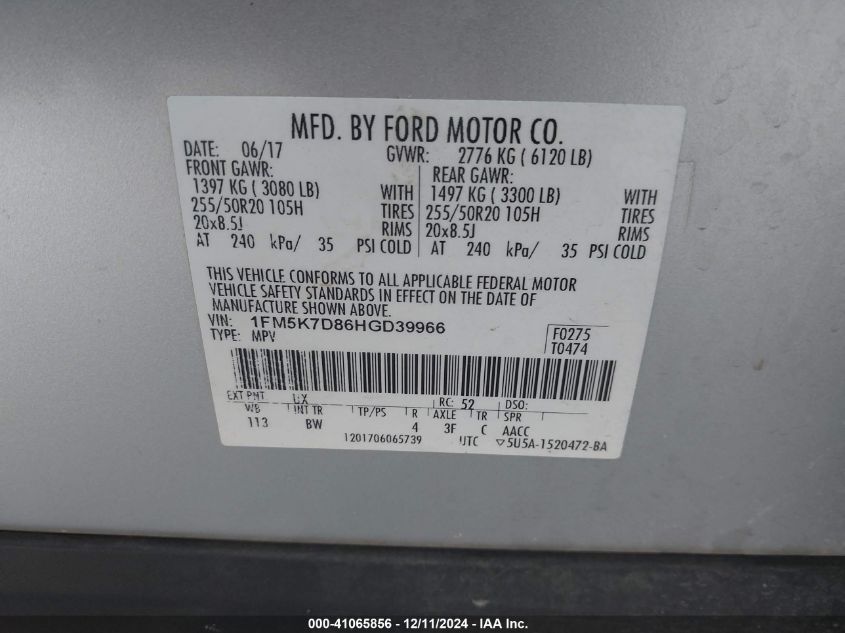 MFD. BY FORD MOTOR CO.
DATE: 06/17 GVWR: 2776 KG ( 6120 LB)
FRONT GAWR: REAR GAWR:
1397 KG ( 3080 LB) WITH 1497 KG ( 3300 LB) WITH
255/50R20 105H TIRES 255/50R20 105H TIRES
20x8.5J RIMS 20x8.5J RIMS
AT 240 kPa/ 35 PSI COLD AT 240 kPa/ 35 PSI COLD
THIS VEHICLE CONFORMS TO ALL APPLICABLE FEDERAL MOTOR
VEHICLE SAFETY STANDARDS IN EFFECT ON THE DATE OF
MANUFACTURE SHOWN ABOVE.
VIN: 1FM5K7D86HGD39966 F0275
TYPE: MPV T0474
EXT PNT UX RC: 52 DSO:
WB INT TR TP/PS R AXLE TR SPR
113 BW 4 3F C AACC
1201706065739 UTC ▽5U5A-1520472-BA
000-41065856 - 12/11/2024 - IAA Inc.